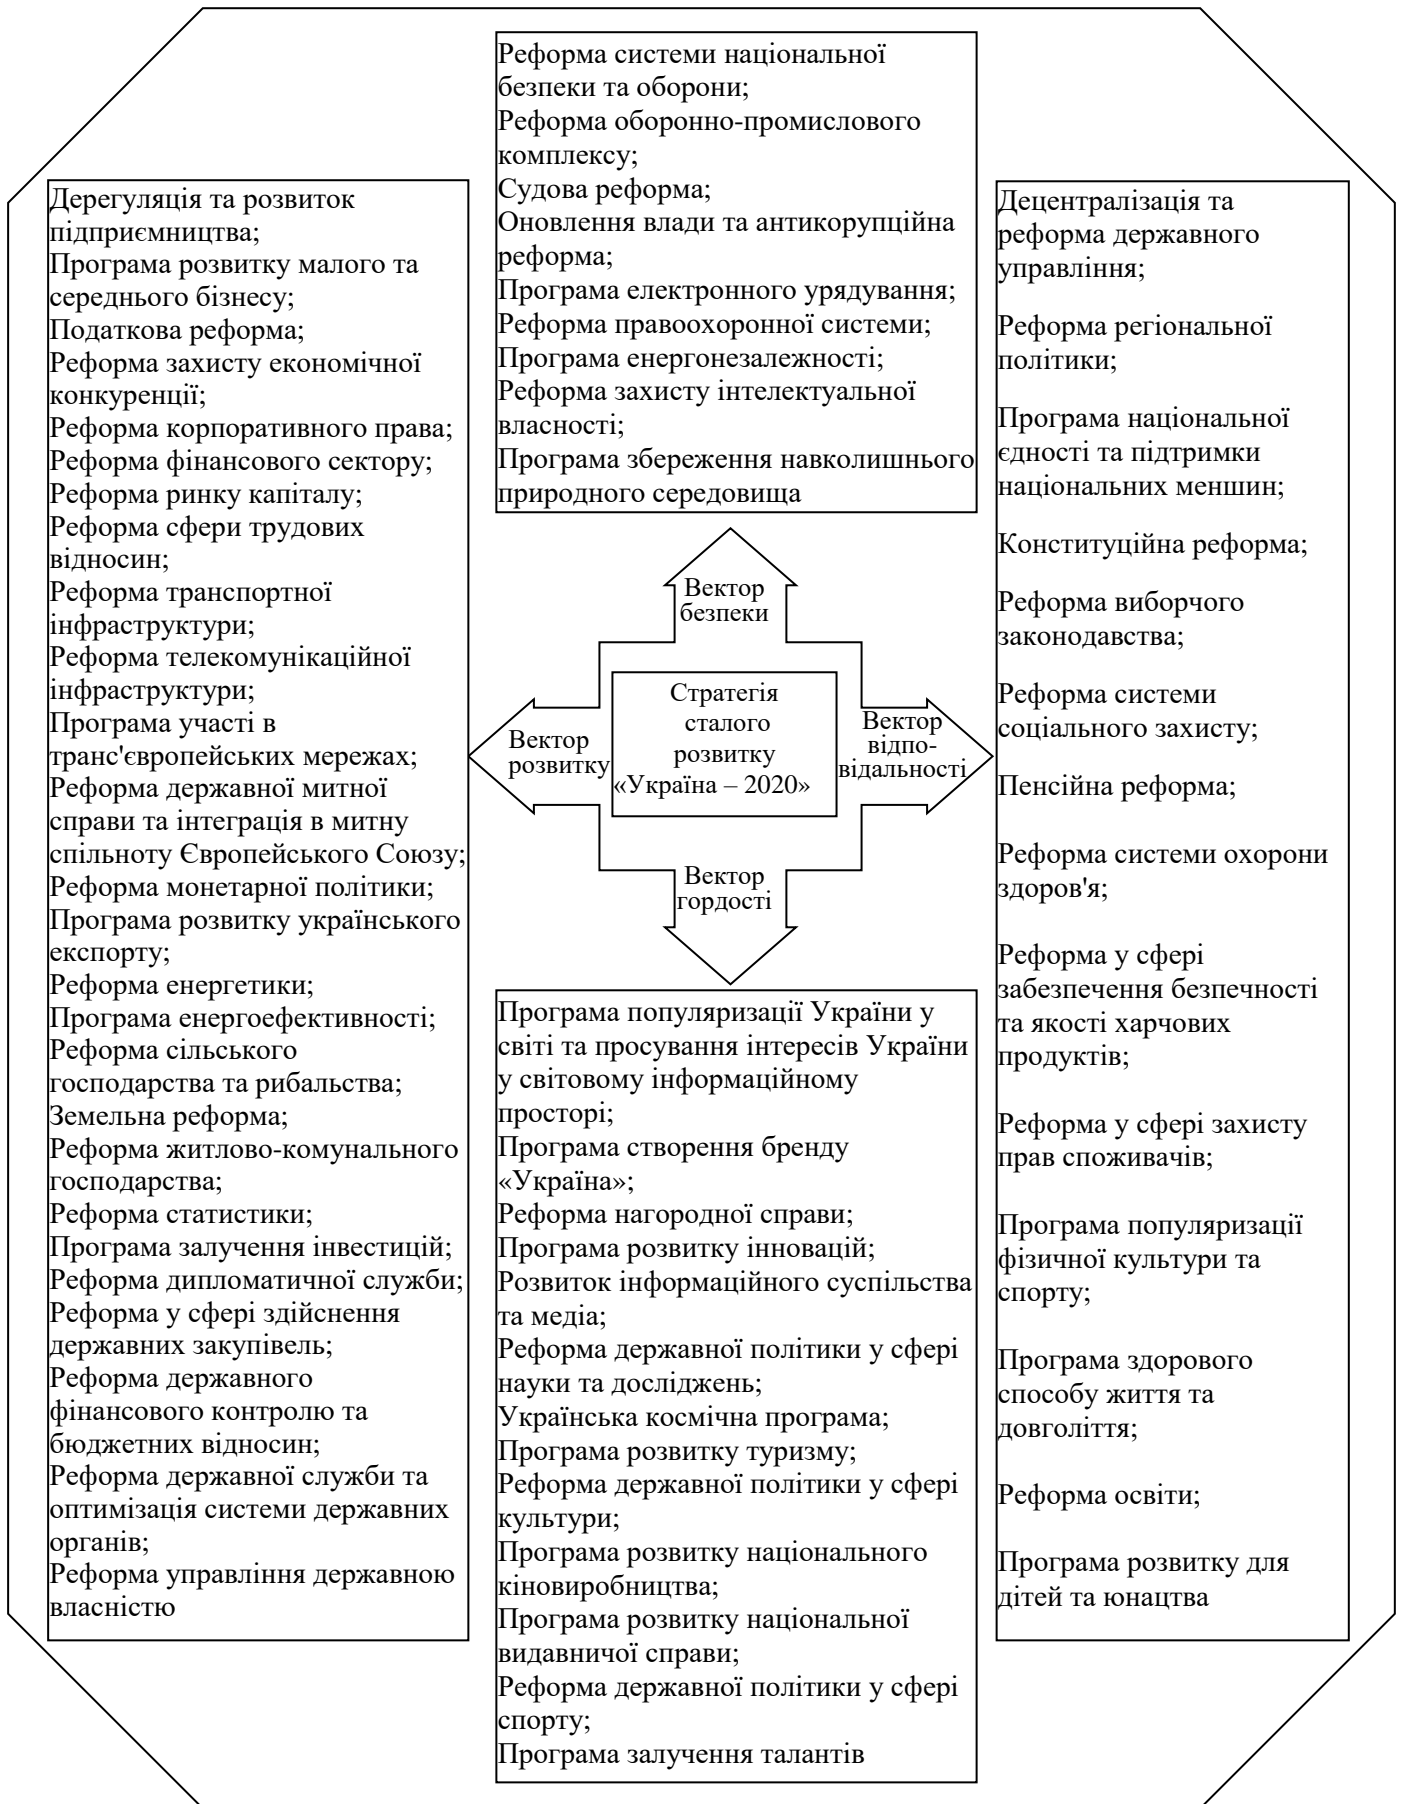 Реформа системи національної
безпеки та оборони;
Реформа оборонно-промислового
комплексу;
Судова реформа;
Оновлення влади та антикорупційна
реформа;
Програма електронного урядування;
Реформа правоохоронної системи;
Програма енергонезалежності;
Реформа захисту інтелектуальної
власності;
Програма збереження навколишнього
природного середовища
Дерегуляція та розвиток
підприємництва;
Програма розвитку малого та
середнього бізнесу;
Податкова реформа;
Реформа захисту економічної
конкуренції;
Реформа корпоративного права;
Реформа фінансового сектору;
Реформа ринку капіталу;
Реформа сфери трудових
відносин;
Реформа транспортної
інфраструктури;
Реформа телекомунікаційної
інфраструктури;
Програма участі в
транс'європейських мережах;
Реформа державної митної
справи та інтеграція в митну
спільноту Європейського Союзу;
Реформа монетарної політики;
Програма розвитку українського
експорту;
Реформа енергетики;
Програма енергоефективності;
Реформа сільського
господарства та рибальства;
Земельна реформа;
Реформа житлово-комунального
господарства;
Реформа статистики;
Програма залучення інвестицій;
Реформа дипломатичної служби;
Реформа у сфері здійснення
державних закупівель;
Реформа державного
фінансового контролю та
бюджетних відносин;
Реформа державної служби та
оптимізація системи державних
органів;
Реформа управління державною
власністю
Вектор
безпеки
Вектор
розвитку
Стратегія
сталого
розвитку
«Україна – 2020»
Вектор
відпо-
відальності
Вектор
гордості
Децентралізація та
реформа державного
управління;
Реформа регіональної
політики;
Програма національної
єдності та підтримки
національних меншин;
Конституційна реформа;
Реформа виборчого
законодавства;
Реформа системи
соціального захисту;
Пенсійна реформа;
Реформа системи охорони
здоров'я;
Реформа у сфері
забезпечення безпечності
та якості харчових
продуктів;
Реформа у сфері захисту
прав споживачів;
Програма популяризації
фізичної культури та
спорту;
Програма здорового
способу життя та
довголіття;
Реформа освіти;
Програма розвитку для
дітей та юнацтва
Програма популяризації України у
світі та просування інтересів України
у світовому інформаційному
просторі;
Програма створення бренду
«Україна»;
Реформа нагородної справи;
Програма розвитку інновацій;
Розвиток інформаційного суспільства
та медіа;
Реформа державної політики у сфері
науки та досліджень;
Українська космічна програма;
Програма розвитку туризму;
Реформа державної політики у сфері
культури;
Програма розвитку національного
кіновиробництва;
Програма розвитку національної
видавничої справи;
Реформа державної політики у сфері
спорту;
Програма залучення талантів